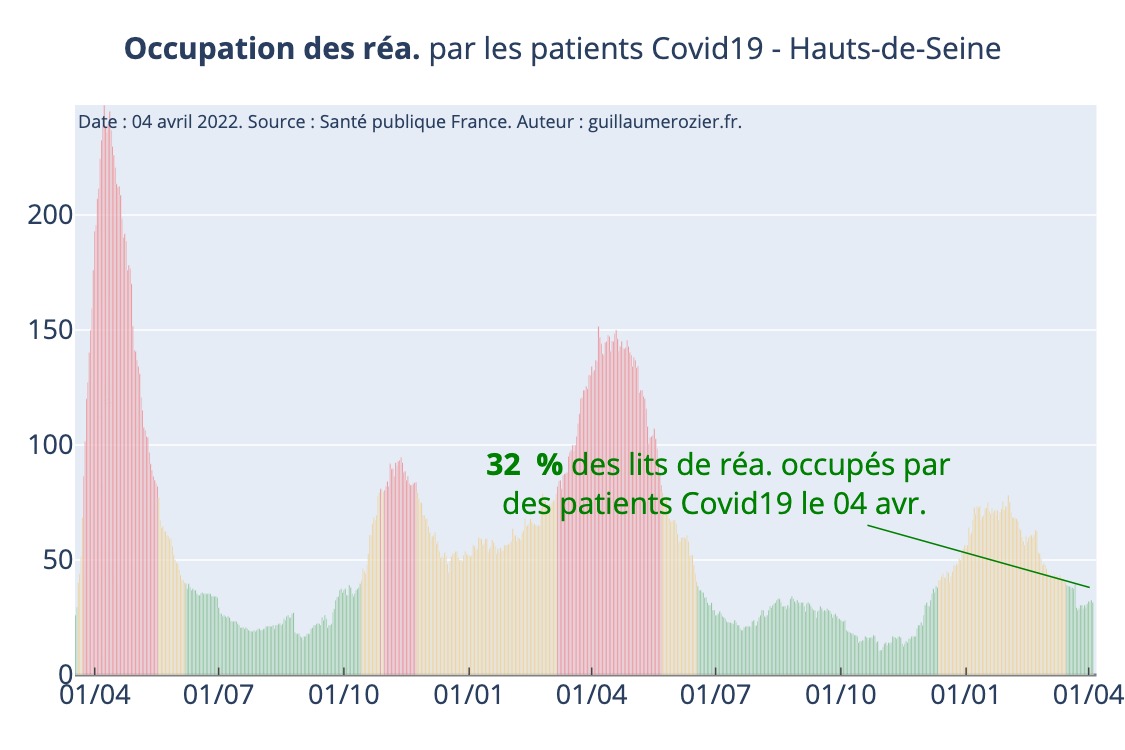 Occupation des réa. par les patients Covid19 - Hauts-de-Seine
Date : 04 avril 2022. Source : Santé publique France. Auteur : guillaumerozier.fr.
200
150
100
50
0
32 % des lits de réa. occupés par
des patients Covid19 le 04 avr.
01/04 01/07 01/10 01/01 01/04 01/07 01/10 01/01 01/04